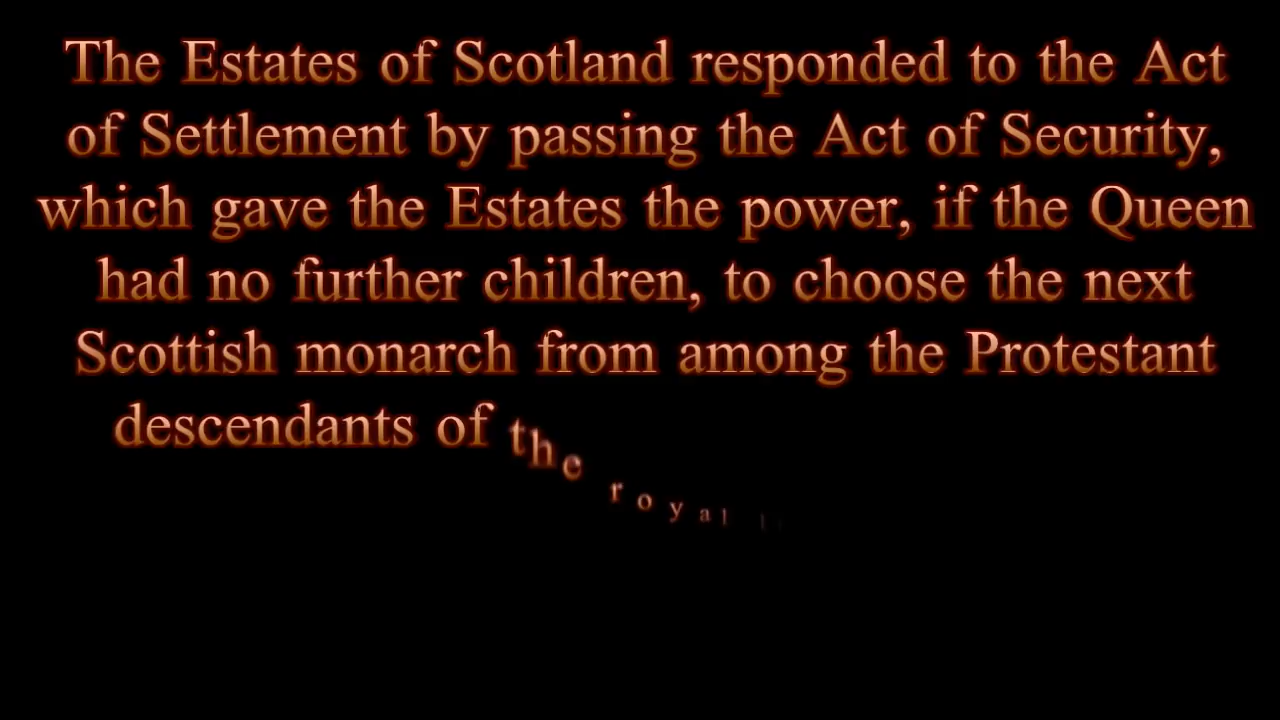 The Estates of Scotland responded to the Act
of Settlement by passing the Act of Security,
which gave the Estates the power, if the Queen
had no further children, to choose the next
Scottish monarch from among the Protestant
descendants of the royal